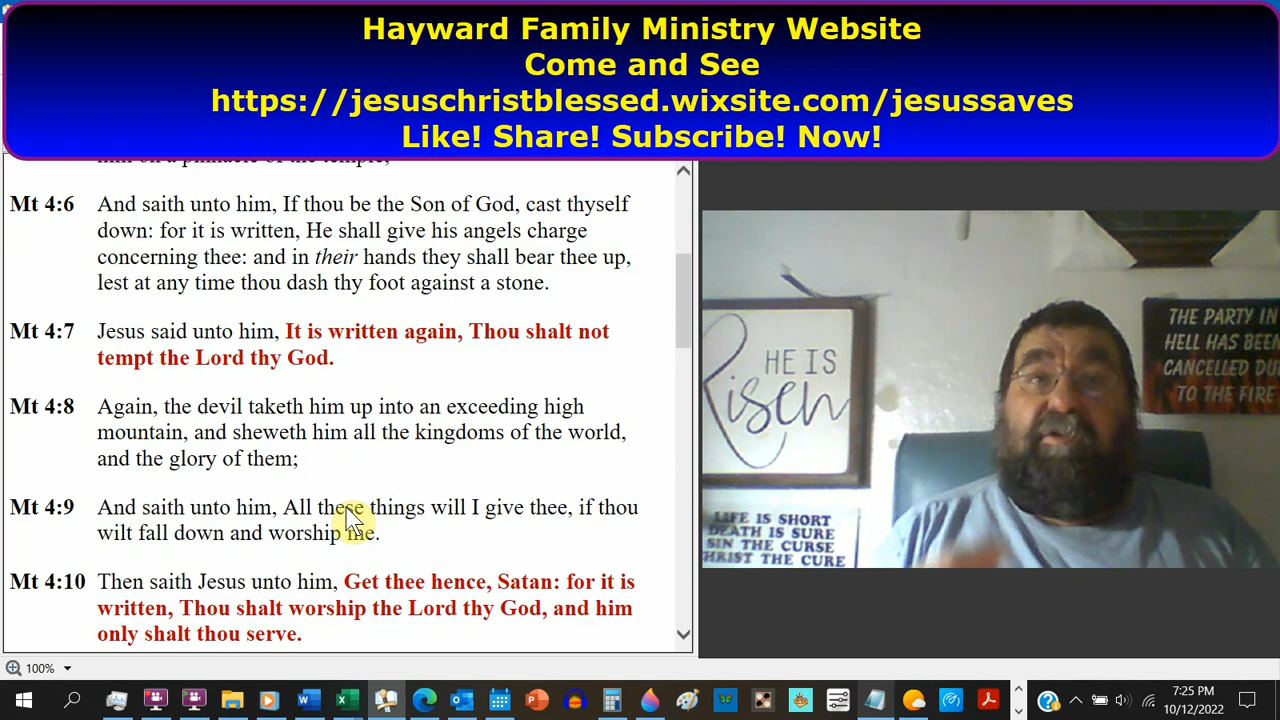 Hayward Family Ministry Website
Come and See
https://jesuschristblessed.wixsite.com/jesussaves
Like! Share! Subscribe! Now!
him on a pinnacle of the temple,
Mt 4:6 And saith unto him, If thou be the Son of God, cast thyself
down: for it is written, He shall give his angels charge
concerning thee: and in their hands they shall bear thee up,
lest at any time thou dash thy foot against a stone.
Mt 4:7 Jesus said unto him, It is written again, Thou shalt not
tempt the Lord thy God.
Mt 4:8 Again, the devil taketh him up into an exceeding high
mountain, and sheweth him all the kingdoms of the world,
and the glory of them;
Mt 4:9 And saith unto him, All these things will I give thee, if thou
wilt fall down and worship me.
Mt 4:10 Then saith Jesus unto him, Get thee hence, Satan: for it is
written, Thou shalt worship the Lord thy God, and him
only shalt thou serve.
HE IS
Risen
THE PARTY IN
HELL HAS BEEN
CANCELLED DU
TO THE FIRE
LIFE IS SHORT
DEATH IS SURE
SIN THE CURSE
CHRIST THE CURE
100%
7:25 PM
10/12/2022